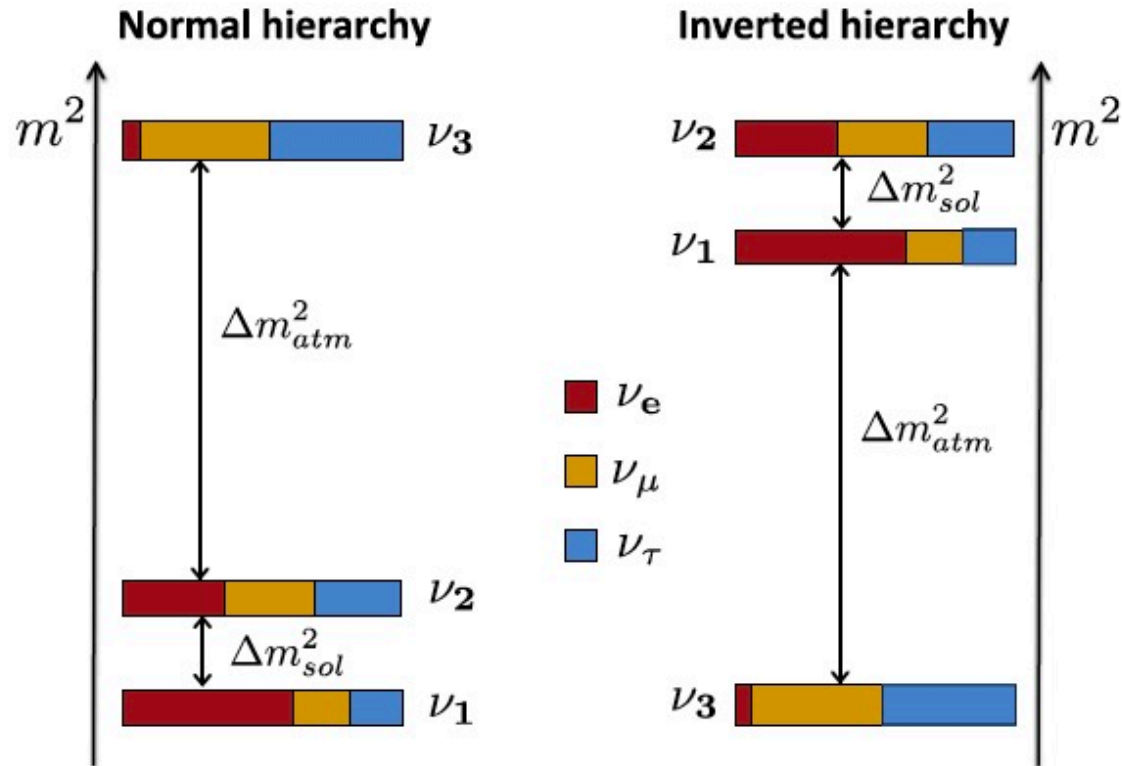 Normal hierarchy
m²
ν₃
Δm²atm
ν₂
Δm²sol
ν₁
Inverted hierarchy
ν₂
m²
Δm²sol
ν₁
Δm²atm
ν₃
νe
νμ
ντ